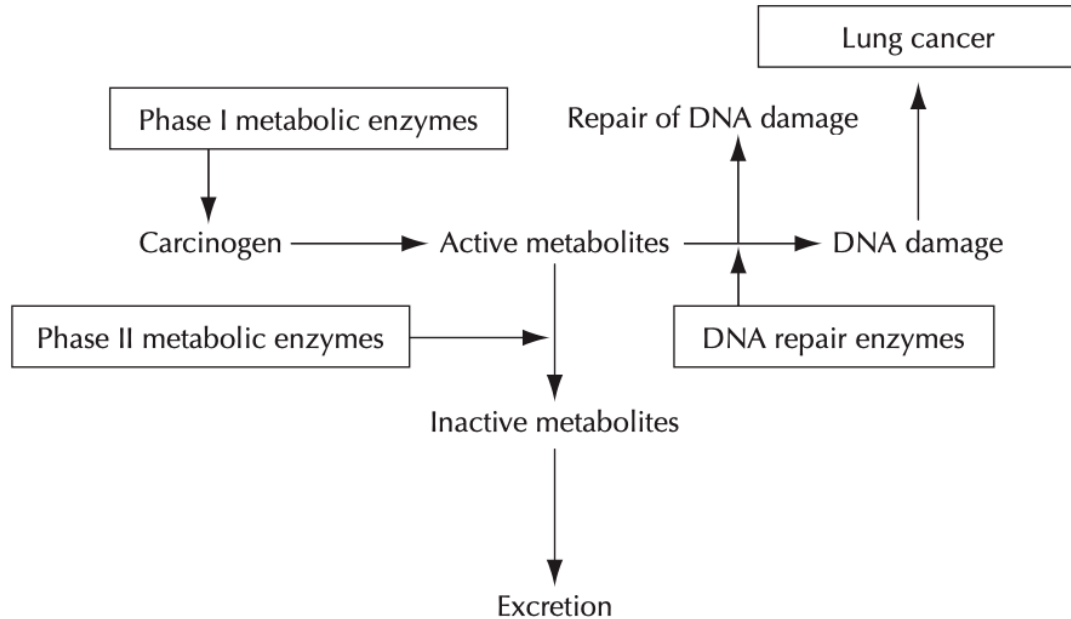 Lung cancer
Phase I metabolic enzymes
Repair of DNA damage
Carcinogen
Active metabolites
DNA damage
Phase II metabolic enzymes
DNA repair enzymes
Inactive metabolites
Excretion